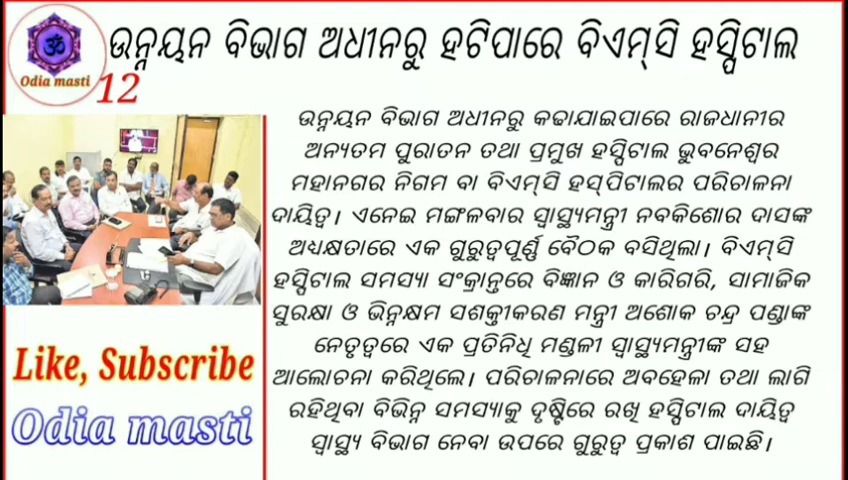 ଉନ୍ନୟନ ବିଭାଗ ଅଧୀନରୁ ହଟିପାରେ ବିଏମ୍‌ସି ହସ୍ପିଟାଲ
Odia masti
12
ଉନ୍ନୟନ ବିଭାଗ ଅଧୀନରୁ କଢାଯାଇପାରେ ରାଜଧାନୀର
ଅନ୍ୟତମ ପୁରାତନ ତଥା ପ୍ରମୁଖ ହସ୍ପିଟାଲ ଭୁବନେଶ୍ୱର
ମହାନଗର ନିଗମ ବା ବିଏମ୍‌ସି ହସ୍‌ପିଟାଲର ପରିଚାଳନା
ଦାୟିତ୍ୱ। ଏନେଇ ମଙ୍ଗଳବାର ସ୍ୱାସ୍ଥ୍ୟମନ୍ତ୍ରୀ ନବକିଶୋର ଦାସଙ୍କ
ଅଧ୍ୟକ୍ଷତାରେ ଏକ ଗୁରୁତ୍ୱପୂର୍ଣ୍ଣ ବୈଠକ ବସିଥିଲା। ବିଏମ୍‌ସି
ହସ୍ପିଟାଲ ସମସ୍ୟା ସଂକ୍ରାନ୍ତରେ ବିଜ୍ଞାନ ଓ କାରିଗରି, ସାମାଜିକ
ସୁରକ୍ଷା ଓ ଭିନ୍ନକ୍ଷମ ସଶକ୍ତୀକରଣ ମନ୍ତ୍ରୀ ଅଶୋକ ଚନ୍ଦ୍ର ପଣ୍ଡାଙ୍କ
ନେତୃତ୍ୱରେ ଏକ ପ୍ରତିନିଧି ମଣ୍ଡଳୀ ସ୍ୱାସ୍ଥ୍ୟମନ୍ତ୍ରୀଙ୍କ ସହ
ଆଲୋଚନା କରିଥିଲେ। ପରିଚାଳନାରେ ଅବହେଳା ତଥା ଲାଗି
ରହିଥିବା ବିଭିନ୍ନ ସମସ୍ୟାକୁ ଦୃଷ୍ଟିରେ ରଖି ହସ୍ପିଟାଲ ଦାୟିତ୍ୱ
ସ୍ୱାସ୍ଥ୍ୟ ବିଭାଗ ନେବା ଉପରେ ଗୁରୁତ୍ୱ ପ୍ରକାଶ ପାଇଛି।
Like, Subscribe
Odia masti